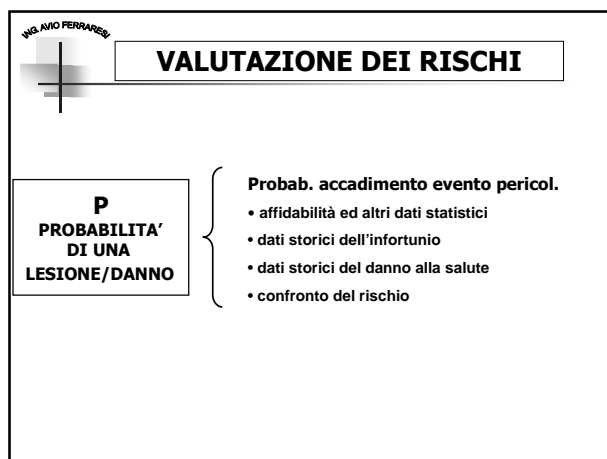 ING. AVIO FERRARESI
VALUTAZIONE DEI RISCHI
P
PROBABILITA’
DI UNA
LESIONE/DANNO
Probab. accadimento evento pericol.
• affidabilità ed altri dati statistici
• dati storici dell’infortunio
• dati storici del danno alla salute
• confronto del rischio